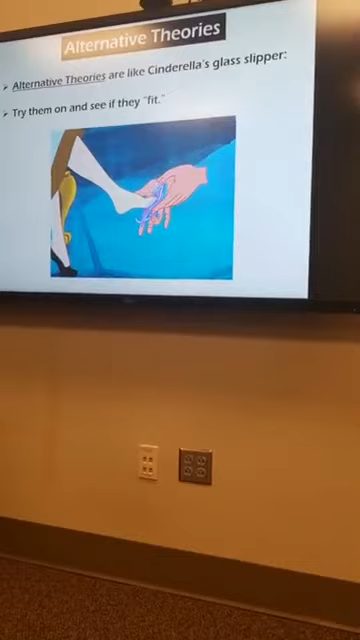 Alternative Theories
➢ Alternative Theories are like Cinderella's glass slipper:
➢ Try them on and see if they "fit."